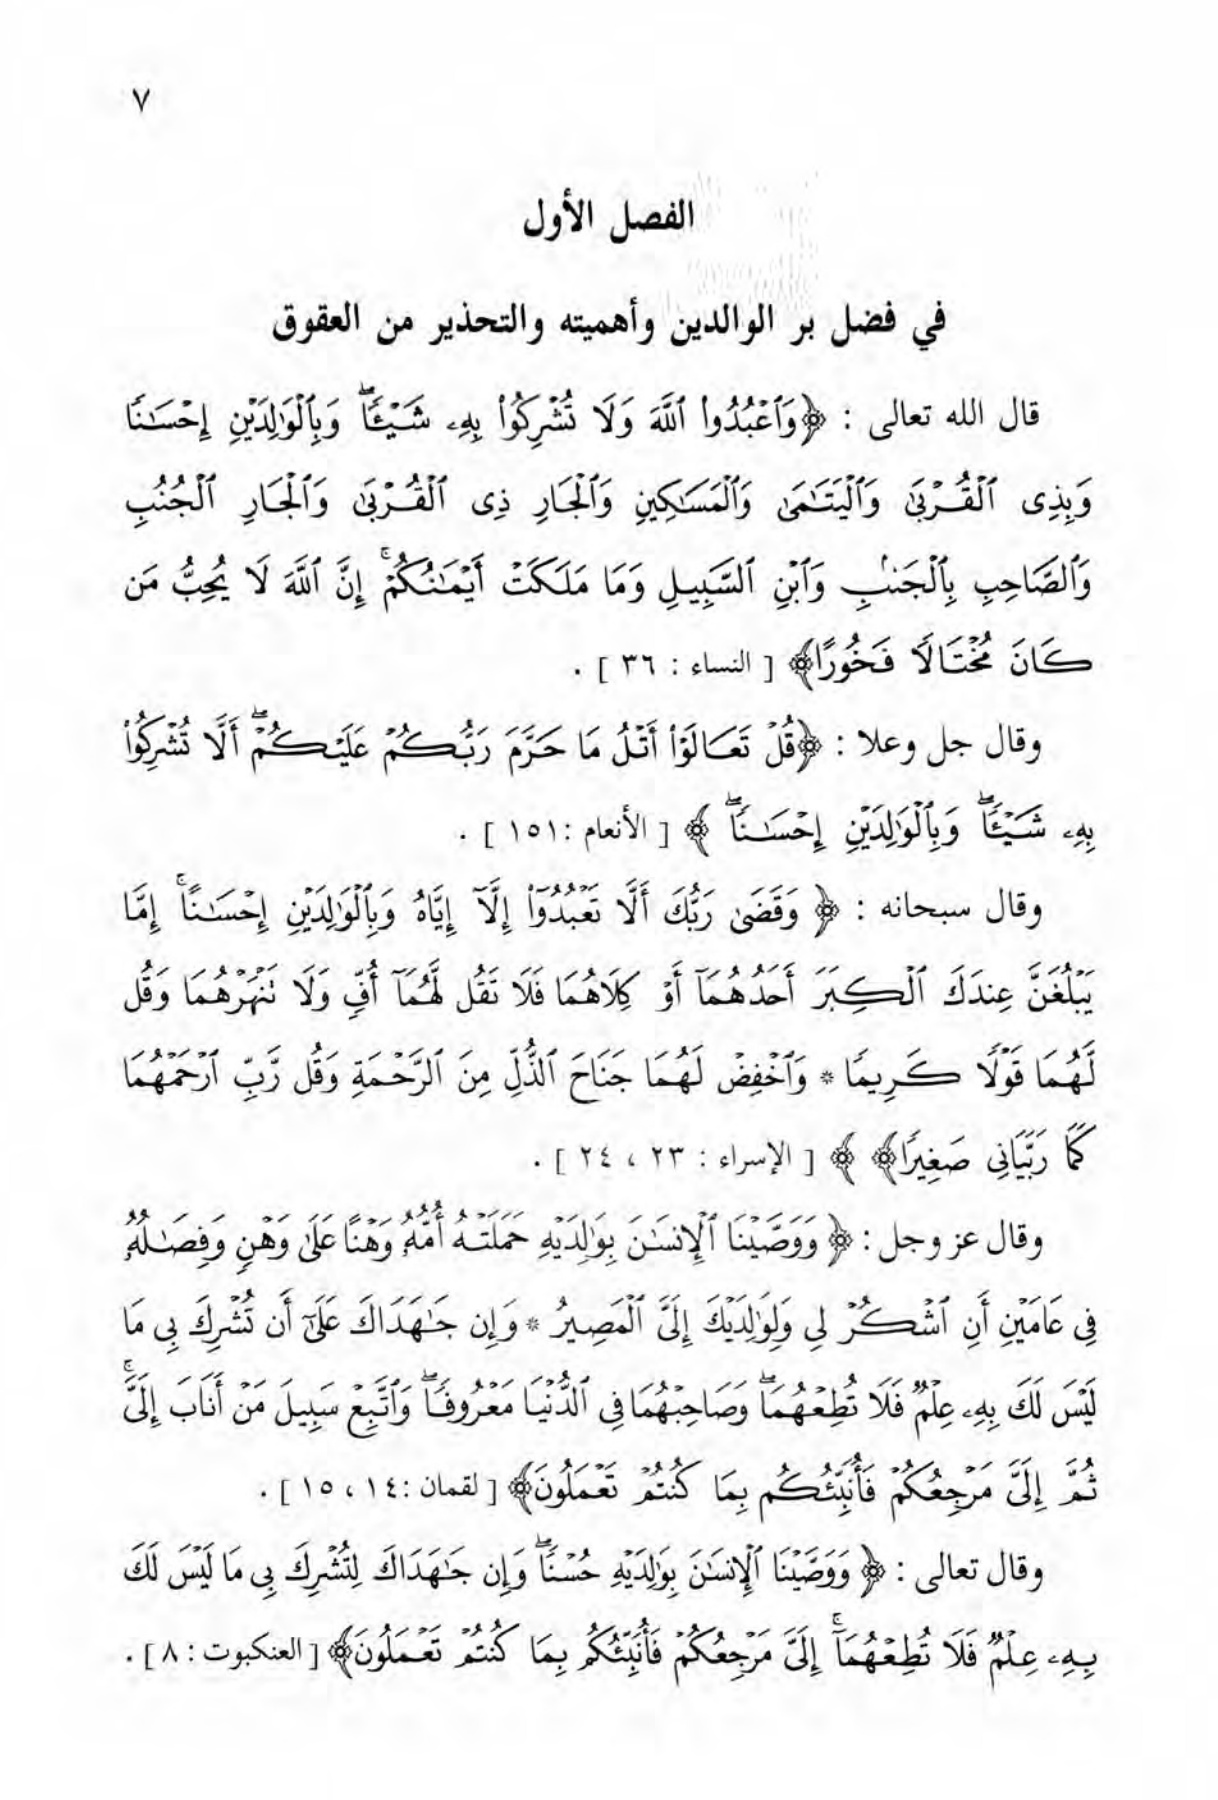 ٧
الفصل الأول
في فضل بر الوالدين وأهميته والتحذير من العقوق
قال الله تعالى : ﴿وَٱعْبُدُوا۟ ٱللَّهَ وَلَا تُشْرِكُوا۟ بِهِۦ شَيْـًٔا ۖ وَبِٱلْوَٰلِدَيْنِ إِحْسَـٰنًا
وَبِذِى ٱلْقُرْبَىٰ وَٱلْيَتَـٰمَىٰ وَٱلْمَسَـٰكِينِ وَٱلْجَارِ ذِى ٱلْقُرْبَىٰ وَٱلْجَارِ ٱلْجُنُبِ
وَٱلصَّاحِبِ بِٱلْجَنۢبِ وَٱبْنِ ٱلسَّبِيلِ وَمَا مَلَكَتْ أَيْمَـٰنُكُمْ ۚ إِنَّ ٱللَّهَ لَا يُحِبُّ مَن
كَانَ مُخْتَالًا فَخُورًا﴾ [ النساء : ٣٦ ] .
وقال جل وعلا : ﴿قُلْ تَعَالَوْا۟ أَتْلُ مَا حَرَّمَ رَبُّكُمْ عَلَيْكُمْ ۖ أَلَّا تُشْرِكُوا۟
بِهِۦ شَيْـًٔا ۖ وَبِٱلْوَٰلِدَيْنِ إِحْسَـٰنًا ۖ ﴾ [ الأنعام :١٥١ ] .
وقال سبحانه : ﴿ وَقَضَىٰ رَبُّكَ أَلَّا تَعْبُدُوٓا۟ إِلَّآ إِيَّاهُ وَبِٱلْوَٰلِدَيْنِ إِحْسَـٰنًا ۚ إِمَّا
يَبْلُغَنَّ عِندَكَ ٱلْكِبَرَ أَحَدُهُمَآ أَوْ كِلَاهُمَا فَلَا تَقُل لَّهُمَآ أُفٍّ وَلَا تَنْهَرْهُمَا وَقُل
لَّهُمَا قَوْلًا كَرِيمًا * وَٱخْفِضْ لَهُمَا جَنَاحَ ٱلذُّلِّ مِنَ ٱلرَّحْمَةِ وَقُل رَّبِّ ٱرْحَمْهُمَا
كَمَا رَبَّيَانِى صَغِيرًا﴾ ﴾ [ الإسراء : ٢٣ ، ٢٤ ] .
وقال عز وجل : ﴿ وَوَصَّيْنَا ٱلْإِنسَـٰنَ بِوَٰلِدَيْهِ حَمَلَتْهُ أُمُّهُۥ وَهْنًا عَلَىٰ وَهْنٍ وَفِصَـٰلُهُۥ
فِى عَامَيْنِ أَنِ ٱشْكُرْ لِى وَلِوَٰلِدَيْكَ إِلَىَّ ٱلْمَصِيرُ * وَإِن جَـٰهَدَاكَ عَلَىٰٓ أَن تُشْرِكَ بِى مَا
لَيْسَ لَكَ بِهِۦ عِلْمٌ فَلَا تُطِعْهُمَا ۖ وَصَاحِبْهُمَا فِى ٱلدُّنْيَا مَعْرُوفًا ۖ وَٱتَّبِعْ سَبِيلَ مَنْ أَنَابَ إِلَىَّ ۚ
ثُمَّ إِلَىَّ مَرْجِعُكُمْ فَأُنَبِّئُكُم بِمَا كُنتُمْ تَعْمَلُونَ﴾ [ لقمان :١٤ ، ١٥ ] .
وقال تعالى : ﴿ وَوَصَّيْنَا ٱلْإِنسَـٰنَ بِوَٰلِدَيْهِ حُسْنًا ۖ وَإِن جَـٰهَدَاكَ لِتُشْرِكَ بِى مَا لَيْسَ لَكَ
بِهِۦ عِلْمٌ فَلَا تُطِعْهُمَآ ۚ إِلَىَّ مَرْجِعُكُمْ فَأُنَبِّئُكُم بِمَا كُنتُمْ تَعْمَلُونَ﴾ [ العنكبوت : ٨ ] .